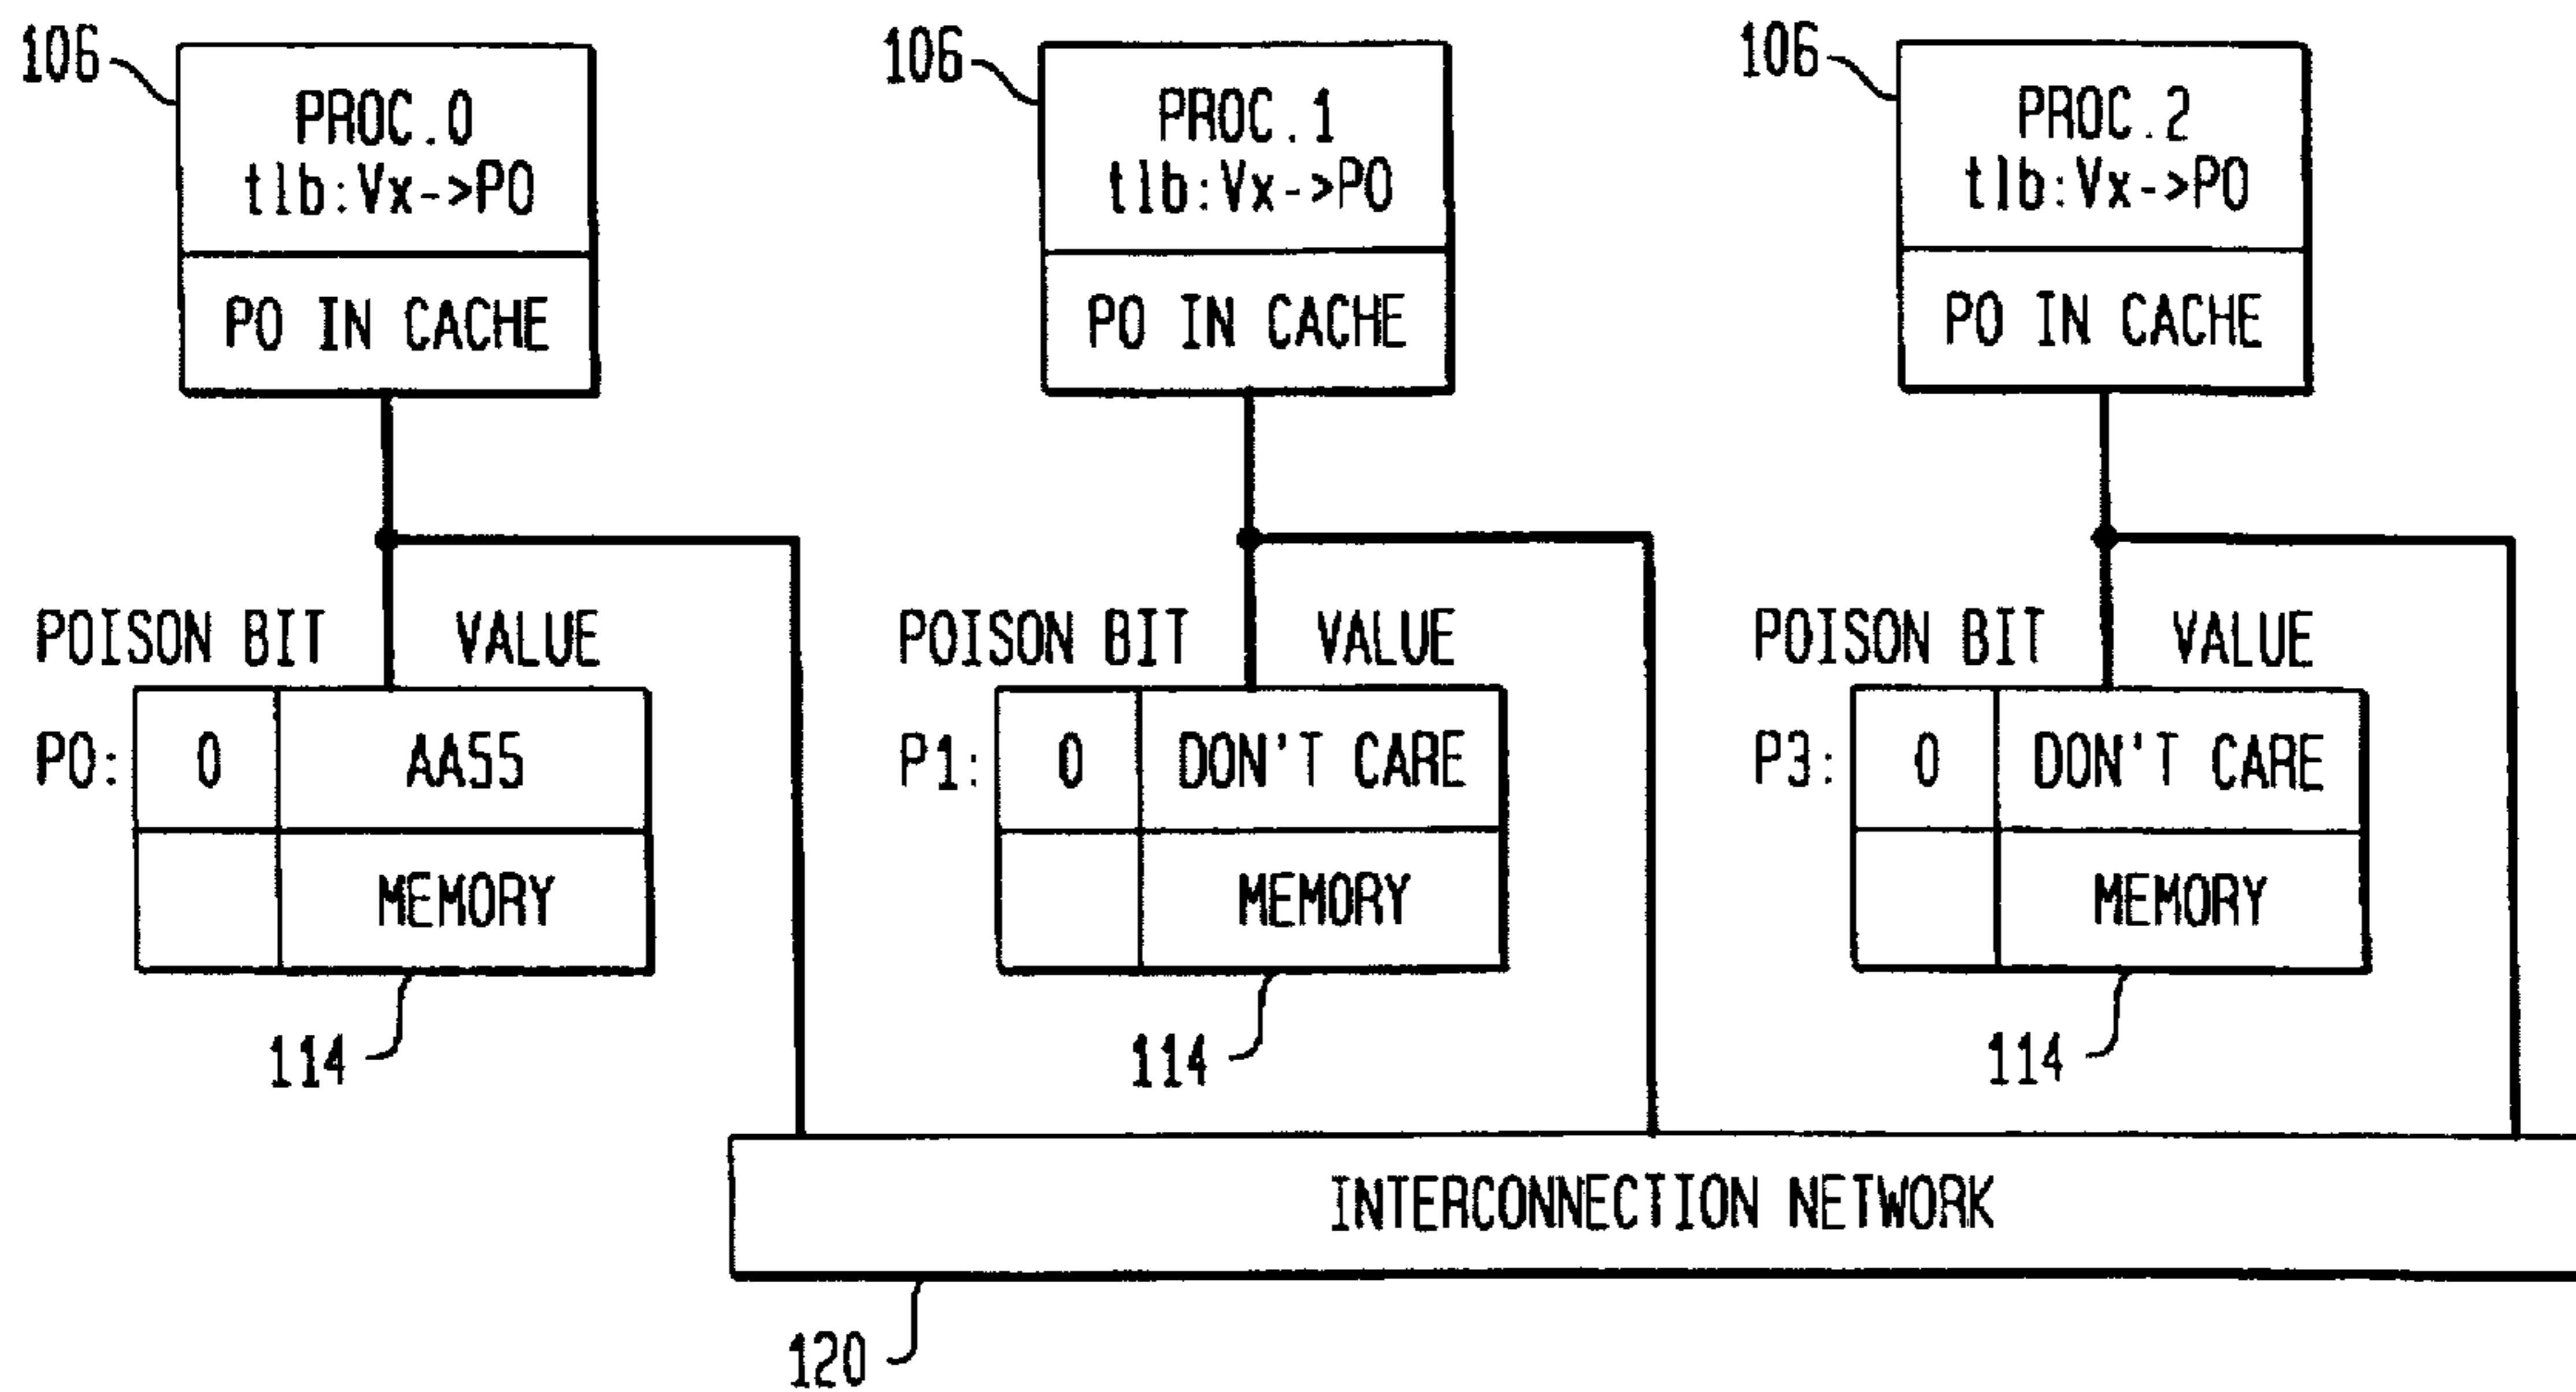 106
PROC.0
tlb:Vx->P0
P0 IN CACHE
106
PROC.1
tlb:Vx->P0
P0 IN CACHE
106
PROC.2
tlb:Vx->P0
P0 IN CACHE
POISON BIT VALUE
P0: 0 AA55
MEMORY
114
POISON BIT VALUE
P1: 0 DON'T CARE
MEMORY
114
POISON BIT VALUE
P3: 0 DON'T CARE
MEMORY
114
INTERCONNECTION NETWORK
120